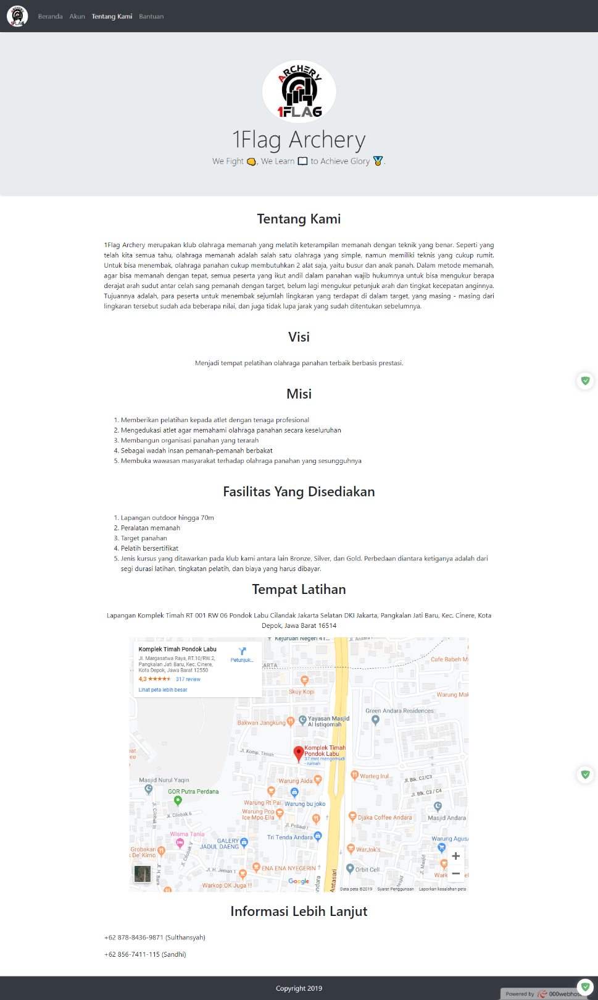 ARCHERY
1FLAG
Beranda Akun Tentang Kami Bantuan
ARCHERY
1FLAG
1Flag Archery
We Fight 👊, We Learn 📖 to Achieve Glory 🏅.
Tentang Kami
1Flag Archery merupakan klub olahraga memanah yang melatih keterampilan memanah dengan teknik yang benar. Seperti yang
telah kita semua tahu, olahraga memanah adalah salah satu olahraga yang simple, namun memiliki teknis yang cukup rumit.
Untuk bisa menembak, olahraga panahan cukup membutuhkan 2 alat saja, yaitu busur dan anak panah. Dalam metode memanah,
agar bisa memanah dengan tepat, semua peserta yang ikut andil dalam panahan wajib hukumnya untuk bisa mengukur berapa
derajat arah sudut antar celah sang pemanah dengan target, belum lagi mengukur petunjuk arah dan tingkat kecepatan anginnya.
Tujuannya adalah, para peserta untuk menembak sejumlah lingkaran yang terdapat di dalam target, yang masing - masing dari
lingkaran tersebut sudah ada beberapa nilai, dan juga tidak lupa jarak yang sudah ditentukan sebelumnya.
Visi
Menjadi tempat pelatihan olahraga panahan terbaik berbasis prestasi.
Misi
1. Memberikan pelatihan kepada atlet dengan tenaga profesional
2. Mengedukasi atlet agar memahami olahraga panahan secara keseluruhan
3. Membangun organisasi panahan yang terarah
4. Sebagai wadah insan pemanah-pemanah berbakat
5. Membuka wawasan masyarakat terhadap olahraga panahan yang sesungguhnya
Fasilitas Yang Disediakan
1. Lapangan outdoor hingga 70m
2. Peralatan memanah
3. Target panahan
4. Pelatih bersertifikat
5. Jenis kursus yang ditawarkan pada klub kami antara lain Bronze, Silver, dan Gold. Perbedaan diantara ketiganya adalah dari
segi durasi latihan, tingkatan pelatih, dan biaya yang harus dibayar.
Tempat Latihan
Lapangan Komplek Timah RT 001 RW 06 Pondok Labu Cilandak Jakarta Selatan DKI Jakarta, Pangkalan Jati Baru, Kec. Cinere, Kota
Depok, Jawa Barat 16514
Kejuruan Negeri 41...
Jl. Andara I
Komplek Timah Pondok Labu
Jl. Margasatwa Raya, RT.10/RW.2,
Pangkalan Jati Baru, Kec. Cinere,
Kota Depok, Jawa Barat 12550
4,3 ★★★★★ 317 review
Lihat peta lebih besar
Petunjuk...
KARTA
Cafe Babeh M
Skuy Kopi
Warung Mak
Green Andara Residences
Bakwan Jangkung
Yayasan Masjid
Al Istiqomah
Jl. Komp. Timah
Komplek Timah
Pondok Labu
37 mnt mengemudi
- rumah
eat
er
Masjid Nurul Yaqin
Warung Aida
Warteg Irul
Jl. Blk. C2/C3
GOR Putra Perdana
Jl. Blk. C3 / C4
Warung Rt Pai
Warung bu joko
Jl. Cilobak III
Jl. Cilobak 6
Warung Pop
Ice Mpo Ella
Djaka Coffee Andara
Masjid Andara
Jl. Pribadi I
Wisma Tania
Tri Tenda Andara
Warung Agus/
GALERY
JADUL DAENG
Jl. Cilobak V
WarJok's
Grobakan
k De' Kirno
Jl. H. Bara
Jl. H. Jeman T
ENA ENA NYEGERIN
Orbit Cell
Jl. Masjid
Masjid
Wark
el
Warkop OK Juga !!!
Google
ndara
Antasari
Data peta ©2019 Syarat Penggunaan Laporkan kesalahan peta
Informasi Lebih Lanjut
+62 878-8436-9871 (Sulthansyah)
+62 856-7411-115 (Sandhi)
Copyright 2019
Powered by 000webhos